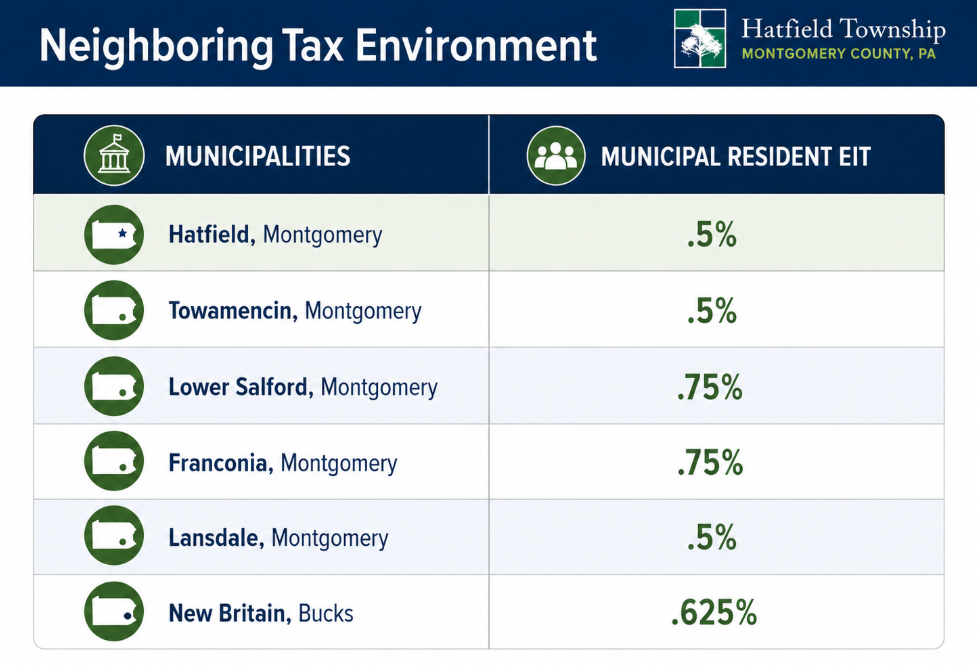 Neighboring Tax Environment
Hatfield Township
MONTGOMERY COUNTY, PA
MUNICIPALITIES
MUNICIPAL RESIDENT EIT
Hatfield, Montgomery
.5%
Towamencin, Montgomery
.5%
Lower Salford, Montgomery
.75%
Franconia, Montgomery
.75%
Lansdale, Montgomery
.5%
New Britain, Bucks
.625%